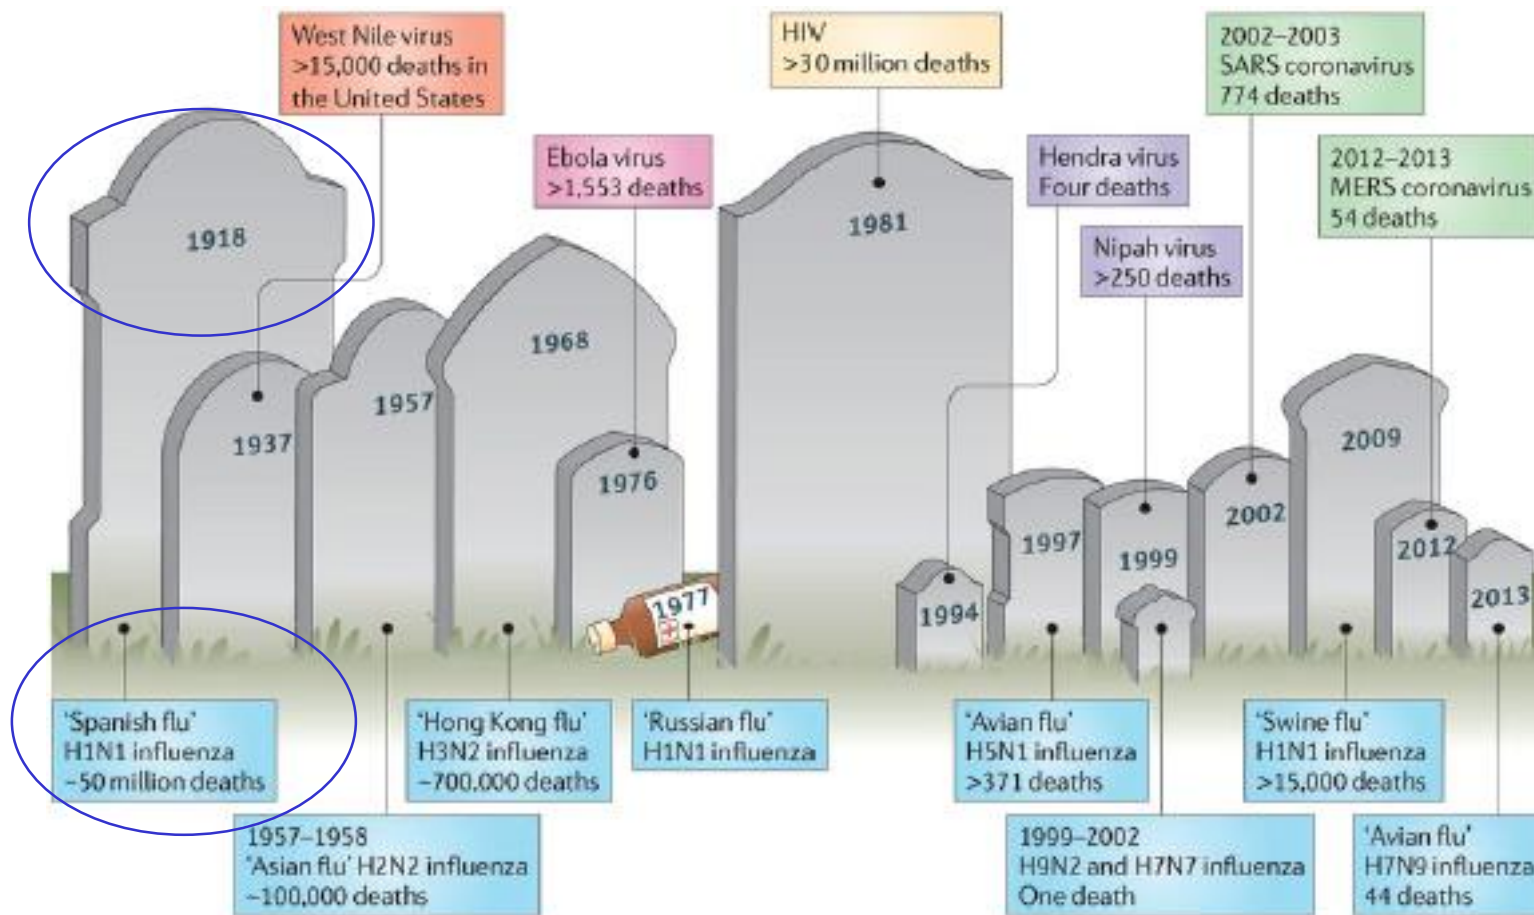 West Nile virus
>15,000 deaths in
the United States
HIV
>30 million deaths
2002–2003
SARS coronavirus
774 deaths
Ebola virus
>1,553 deaths
Hendra virus
Four deaths
2012–2013
MERS coronavirus
54 deaths
Nipah virus
>250 deaths
1918
1937
1957
1968
1976
1977
1981
1994
1997
1999
2002
2009
2012
2013
'Spanish flu'
H1N1 influenza
~50 million deaths
'Hong Kong flu'
H3N2 influenza
~700,000 deaths
'Russian flu'
H1N1 influenza
'Avian flu'
H5N1 influenza
>371 deaths
'Swine flu'
H1N1 influenza
>15,000 deaths
1957–1958
'Asian flu' H2N2 influenza
~100,000 deaths
1999–2002
H9N2 and H7N7 influenza
One death
'Avian flu'
H7N9 influenza
44 deaths